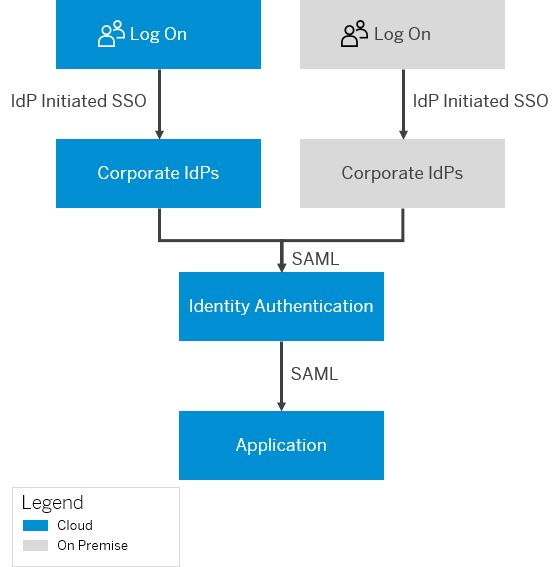 Log On
Log On
IdP Initiated SSO
IdP Initiated SSO
Corporate IdPs
Corporate IdPs
SAML
Identity Authentication
SAML
Application
Legend
Cloud
On Premise